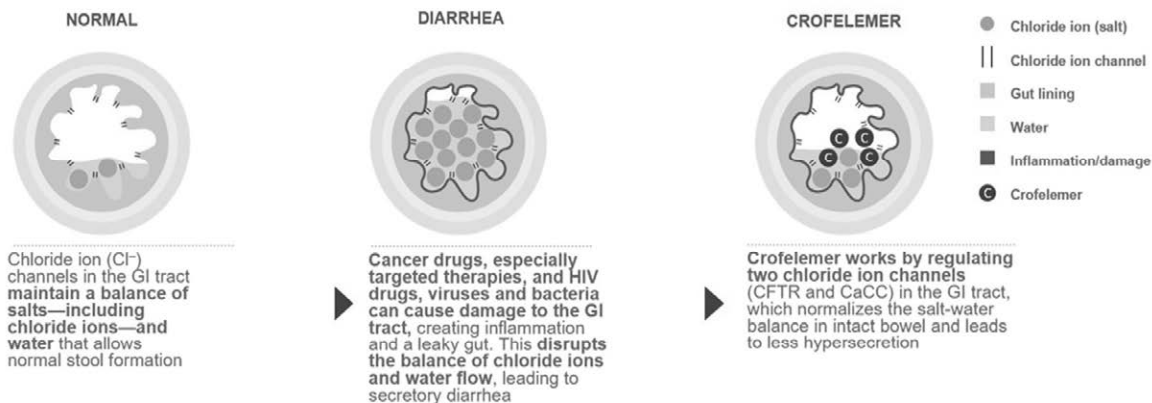 NORMAL
Chloride ion (Cl–)
channels in the GI tract
maintain a balance of
salts—including
chloride ions—and
water that allows
normal stool formation
DIARRHEA
Cancer drugs, especially
targeted therapies, and HIV
drugs, viruses and bacteria
can cause damage to the GI
tract, creating inflammation
and a leaky gut. This disrupts
the balance of chloride ions
and water flow, leading to
secretory diarrhea
CROFELEMER
C C
C C
Crofelemer works by regulating
two chloride ion channels
(CFTR and CaCC) in the GI tract,
which normalizes the salt-water
balance in intact bowel and leads
to less hypersecretion
Chloride ion (salt)
Chloride ion channel
Gut lining
Water
Inflammation/damage
C Crofelemer